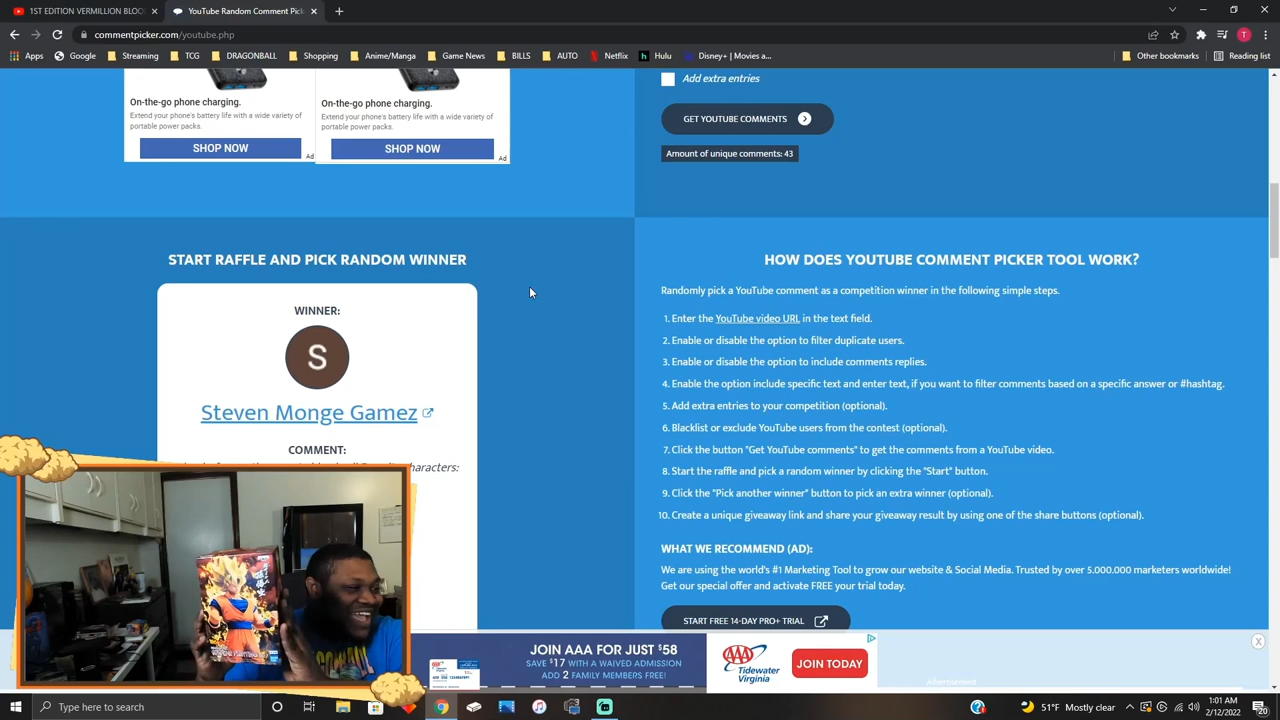 1ST EDITION VERMILLION BLOO
YouTube Comment Picker
commentpicker.com/youtube.php
Apps
Google
Streaming
TCG
DRAGONBALL
Shopping
Anime/Manga
Game News
BILLS
AUTO
Netflix
Hulu
Disney+ | Movies a...
Other bookmarks
Reading list
On-the-go phone charging.
Extend your phone's battery life with a wide variety of
portable power packs.
SHOP NOW
Ad
On-the-go phone charging.
Extend your phone's battery life with a wide variety of
portable power packs.
SHOP NOW
Ad
Add extra entries
GET YOUTUBE COMMENTS
Amount of unique comments: 43
START RAFFLE AND PICK RANDOM WINNER
WINNER:
S
Steven Monge Gamez
COMMENT:
characters:
HOW DOES YOUTUBE COMMENT PICKER TOOL WORK?
Randomly pick a YouTube comment as a competition winner in the following simple steps.
1. Enter the YouTube video URL in the text field.
2. Enable or disable the option to filter duplicate users.
3. Enable or disable the option to include comments replies.
4. Enable the option include specific text and enter text, if you want to filter comments based on a specific answer or #hashtag.
5. Add extra entries to your competition (optional).
6. Blacklist or exclude YouTube users from the contest (optional).
7. Click the button "Get YouTube comments" to get the comments from a YouTube video.
8. Start the raffle and pick a random winner by clicking the "Start" button.
9. Click the "Pick another winner" button to pick an extra winner (optional).
10. Create a unique giveaway link and share your giveaway result by using one of the share buttons (optional).
WHAT WE RECOMMEND (AD):
We are using the world's #1 Marketing Tool to grow our website & Social Media. Trusted by over 5.000.000 marketers worldwide!
Get our special offer and activate FREE your trial today.
START FREE 14-DAY PRO+ TRIAL
JOIN AAA FOR JUST $58
SAVE $17 WITH A WAIVED ADMISSION
ADD 2 FAMILY MEMBERS FREE!
AAA
Tidewater
Virginia
JOIN TODAY
X
Advertisement
Type here to search
51°F Mostly clear
1:01 AM
2/12/2022